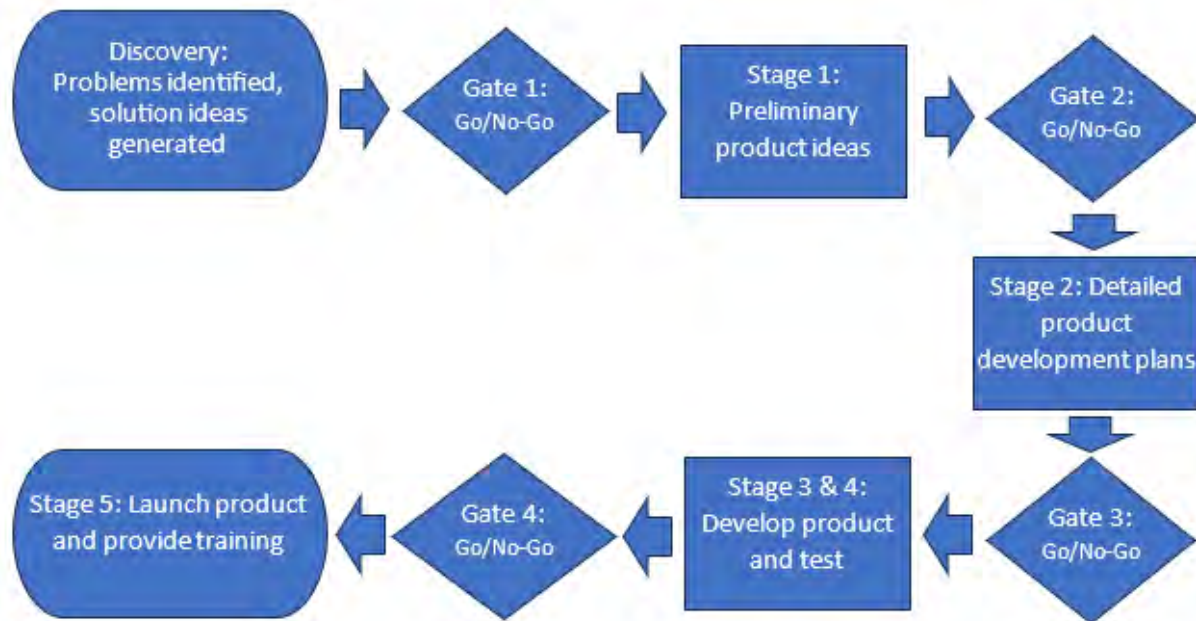 Discovery:
Problems identified,
solution ideas
generated
Gate 1:
Go/No-Go
Stage 1:
Preliminary
product ideas
Gate 2:
Go/No-Go
Stage 2: Detailed
product
development plans
Gate 3:
Go/No-Go
Stage 3 & 4:
Develop product
and test
Gate 4:
Go/No-Go
Stage 5: Launch product
and provide training